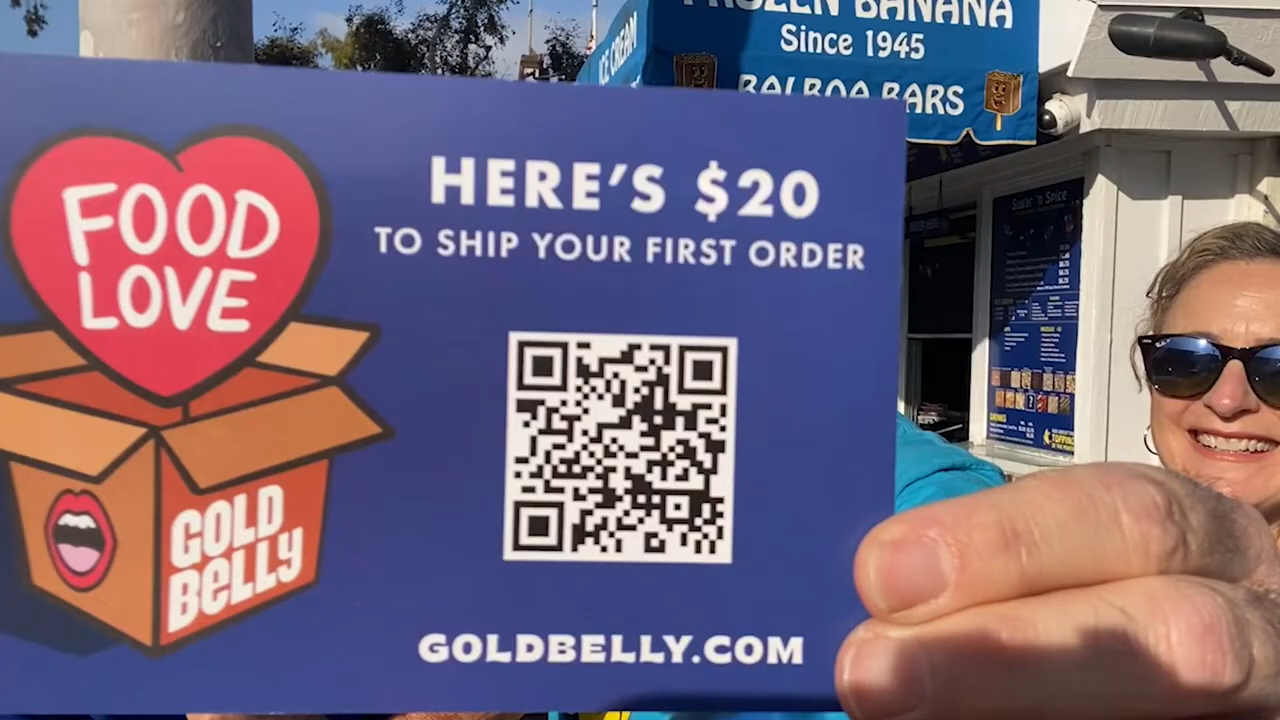 FROZEN BANANA
Since 1945
ICE CREAM
BALBOA BARS
HERE'S $20
TO SHIP YOUR FIRST ORDER
FOOD
LOVE
GOLD
BELLY
GOLDBELLY.COM
Sugar 'n Spice